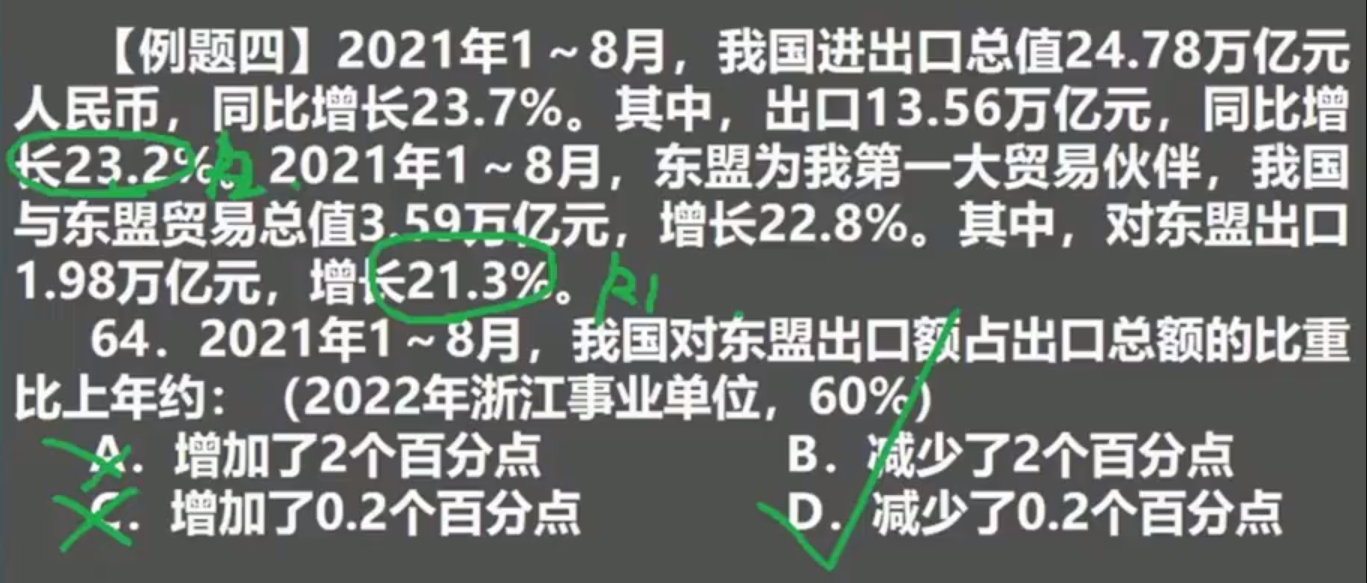 【例题四】2021年1～8月，我国进出口总值24.78万亿元
人民币，同比增长23.7%。其中，出口13.56万亿元，同比增
长23.2%。2021年1～8月，东盟为我第一大贸易伙伴，我国
R2
与东盟贸易总值3.59万亿元，增长22.8%。其中，对东盟出口
1.98万亿元，增长21.3%。
R1
64．2021年1～8月，我国对东盟出口额占出口总额的比重
比上年约：（2022年浙江事业单位，60%）
A．增加了2个百分点
B．减少了2个百分点
C．增加了0.2个百分点
D．减少了0.2个百分点